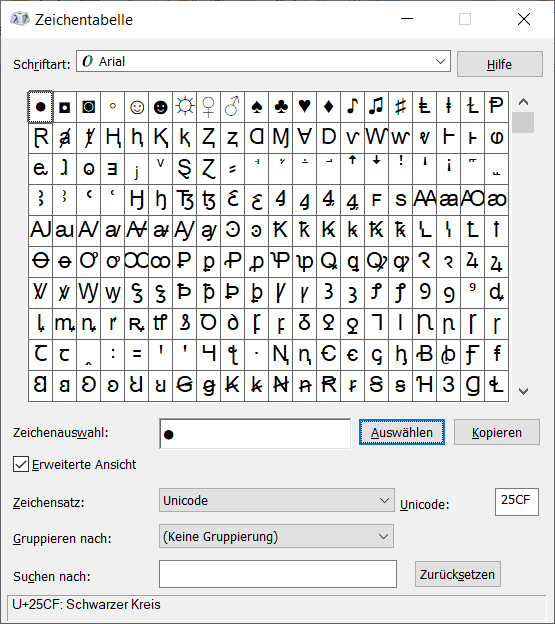 Zeichentabelle
Schriftart: O Arial Hilfe
● ◘ ◙ ◦ ☺ ☻ ☼ ♀ ♂ ♠ ♣ ♥ ♦ ♪ ♫ ♯ Ⱡ ⱡ Ɫ Ᵽ
Ɽ ⱥ ⱦ Ⱨ ⱨ Ⱪ ⱪ Ⱬ ⱬ Ɑ Ɱ Ɐ Ɒ ⱱ Ⱳ ⱳ ⱴ Ⱶ ⱶ ⱷ
ⱸ ⱹ ⱺ ⱻ ⱼ ⱽ Ȿ Ɀ ⸗
Ꜧ ꜧ Ꜩ ꜩ Ꜫ ꜫ Ꜭ ꜭ Ꜯ ꜯ ꜰ ꜱ Ꜳ ꜳ Ꜵ ꜵ
Ꜷ ꜷ Ꜹ ꜹ Ꜻ ꜻ Ꜽ ꜽ Ꜿ ꜿ Ꝁ ꝁ Ꝃ ꝃ Ꝅ ꝅ Ꝇ ꝇ Ꝉ ꝉ
Ꝋ ꝋ Ꝍ ꝍ Ꝏ ꝏ Ꝑ ꝑ Ꝓ ꝓ Ꝕ ꝕ Ꝗ ꝗ Ꝙ ꝙ Ꝛ ꝛ Ꝝ ꝝ
Ꝟ ꝟ Ꝡ ꝡ Ꝣ ꝣ Ꝥ ꝥ Ꝧ ꝧ Ꝩ ꝩ Ꝫ ꝫ Ꝭ ꝭ Ꝯ ꝯ ꝰ ꝱ
ꝲ ꝳ ꝴ ꝵ ꝶ ꝷ ꝸ Ꝺ ꝺ Ꝼ ꝼ Ᵹ Ꝿ ꝿ Ꞁ ꞁ Ꞃ ꞃ Ꞅ ꞅ
Ꞇ ꞇ ꞈ ꞉ ꞊ Ꞌ ꞌ Ɥ ꞎ ꞏ Ꞑ ꞑ Ꞓ ꞓ ꞔ ꞕ Ꞗ ꞗ Ꞙ ꞙ
Ꞛ ꞛ Ꞝ ꞝ Ꞟ ꞟ Ꞡ ꞡ Ꞣ ꞣ Ꞥ ꞥ Ꞧ ꞧ Ꞩ ꞩ Ɦ Ɜ Ɡ Ɬ
Zeichenauswahl: ● Auswählen Kopieren
Erweiterte Ansicht
Zeichensatz: Unicode Unicode: 25CF
Gruppieren nach: (Keine Gruppierung)
Suchen nach: Zurücksetzen
U+25CF: Schwarzer Kreis